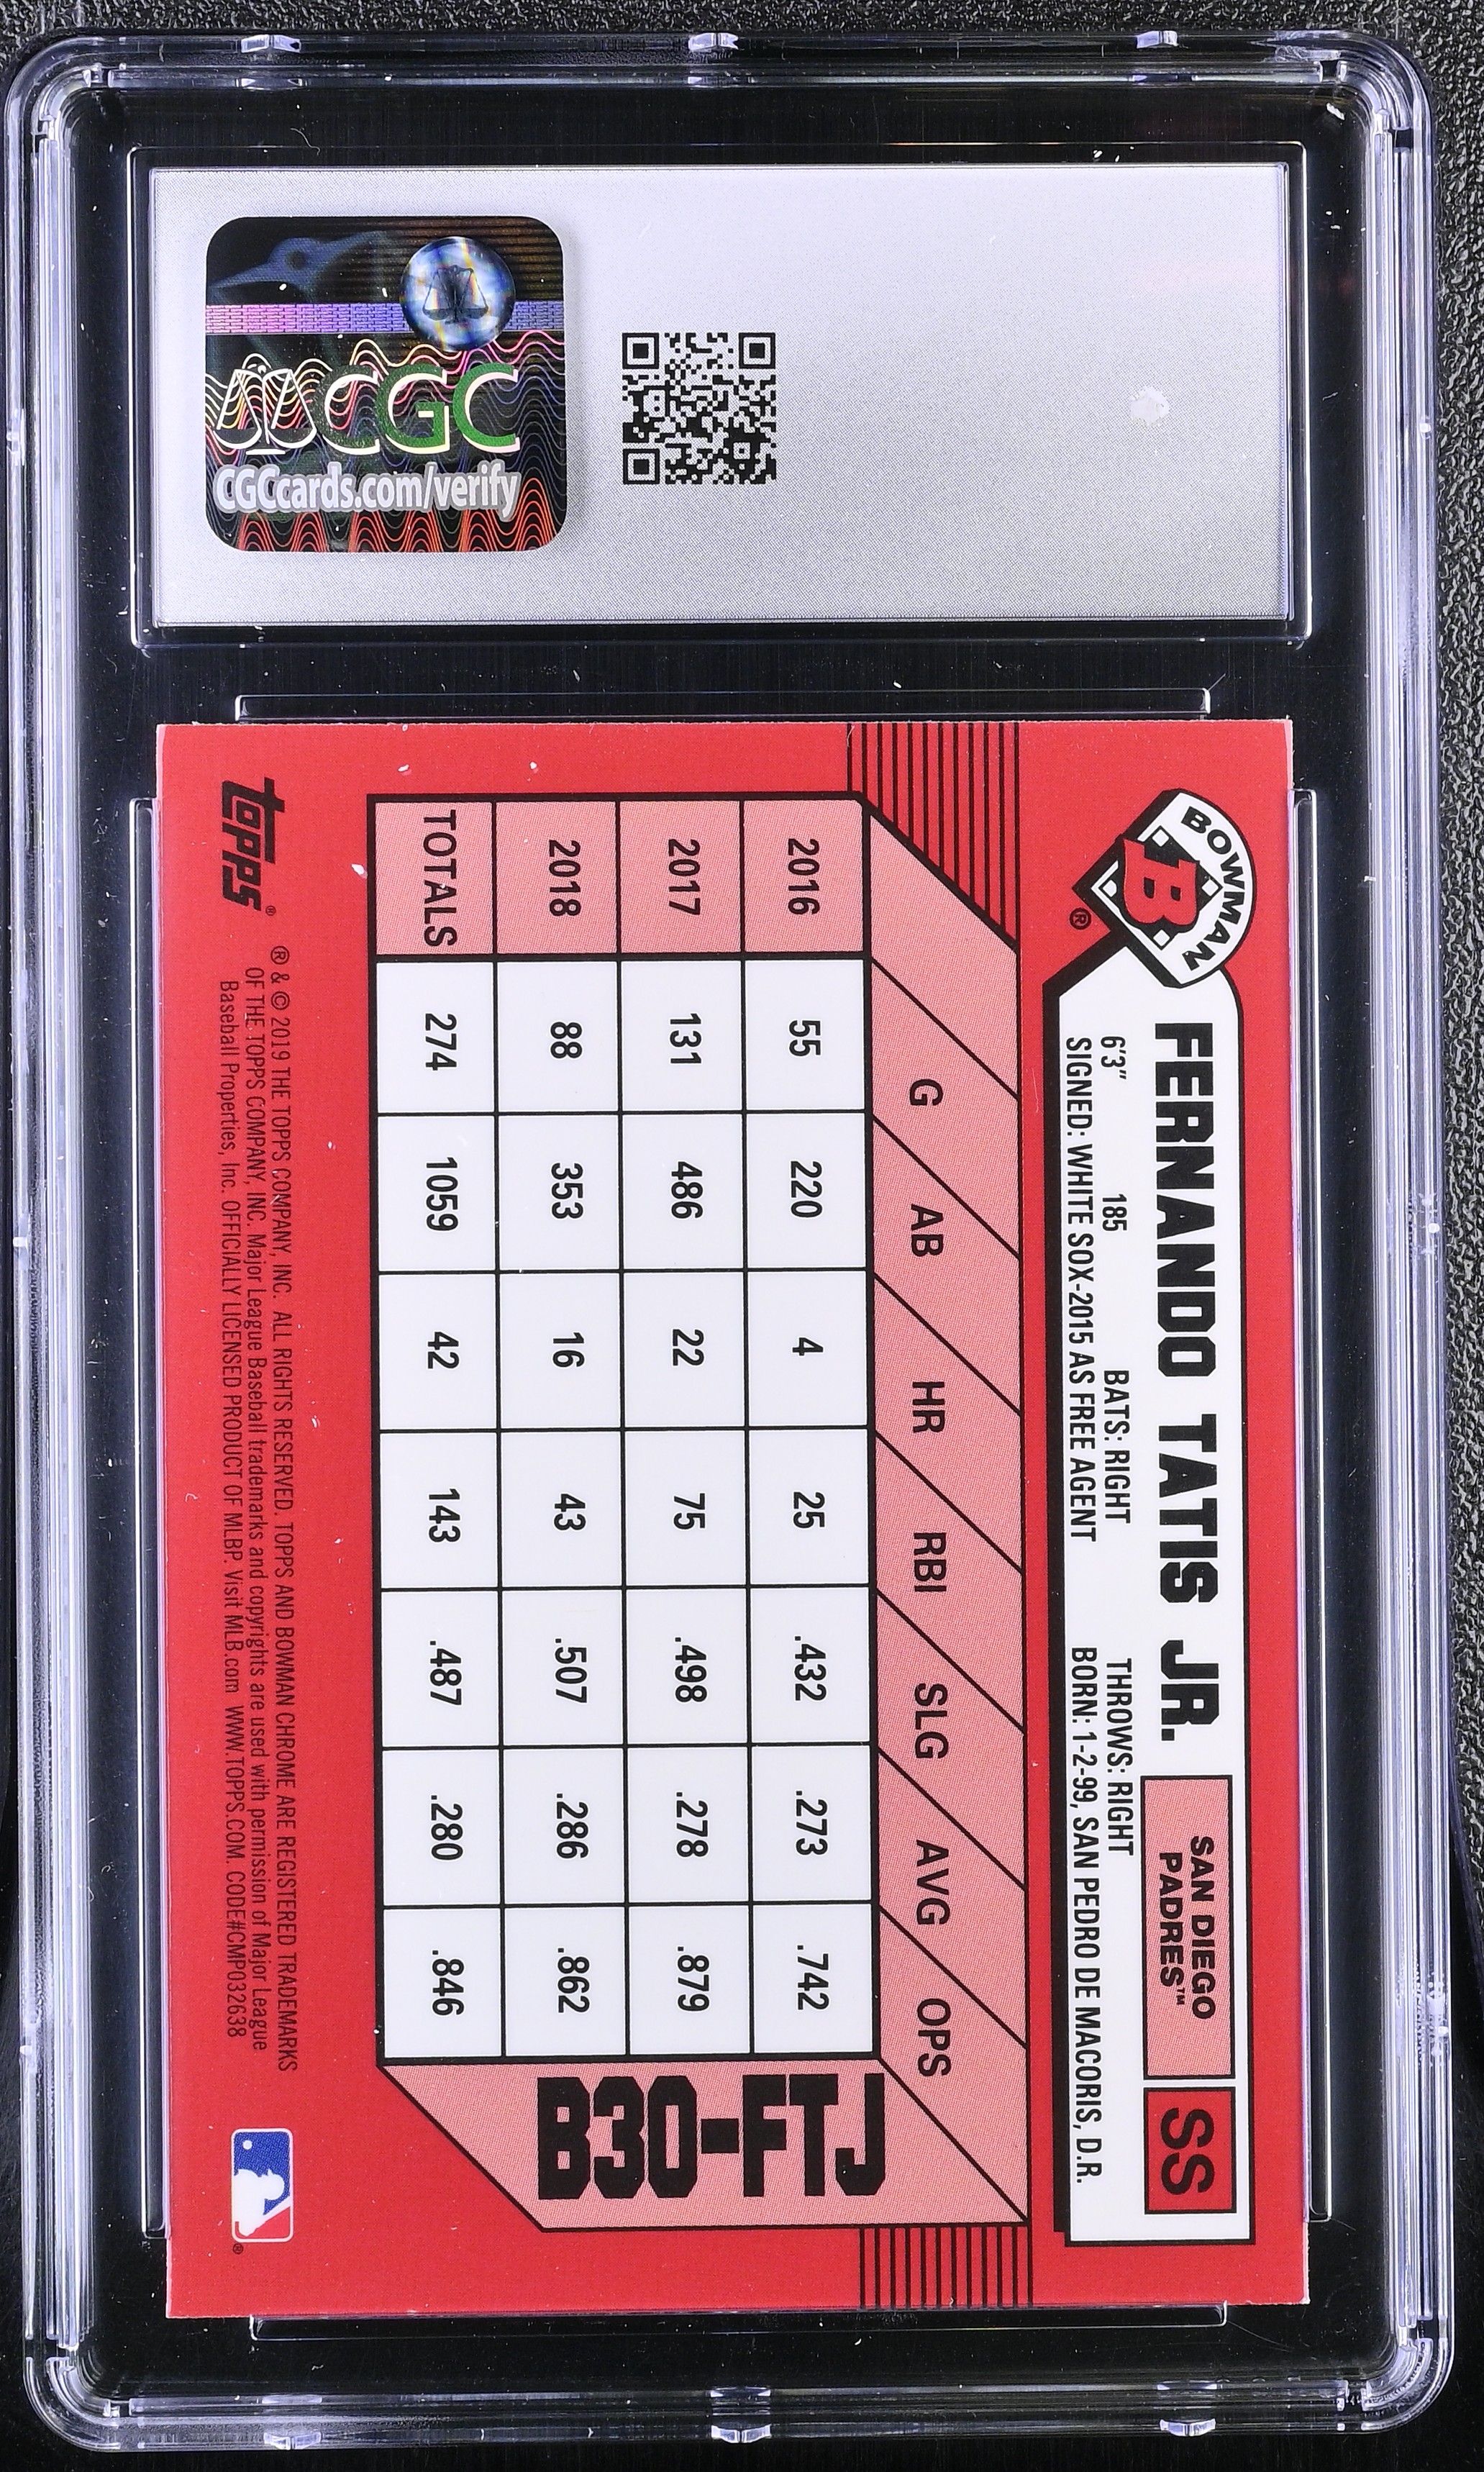 CGC
CGCcards.com/verify
BOWMAN
B
®
FERNANDO TATIS JR.
SAN DIEGO
PADRES™
SS
6'3" 185 BATS: RIGHT THROWS: RIGHT
SIGNED: WHITE SOX-2015 AS FREE AGENT BORN: 1-2-99, SAN PEDRO DE MACORIS, D.R.
G AB HR RBI SLG AVG OPS
2016 55 220 4 25 .432 .273 .742
2017 131 486 22 75 .498 .278 .879
2018 88 353 16 43 .507 .286 .862
TOTALS 274 1059 42 143 .487 .280 .846
B30-FTJ
topps®
® & © 2019 THE TOPPS COMPANY, INC. ALL RIGHTS RESERVED. TOPPS AND BOWMAN CHROME ARE REGISTERED TRADEMARKS
OF THE TOPPS COMPANY, INC. Major League Baseball trademarks and copyrights are used with permission of Major League
Baseball Properties, Inc. OFFICIALLY LICENSED PRODUCT OF MLBP. Visit MLB.com WWW.TOPPS.COM. CODE#CMP032638
®